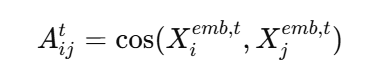 $A_{ij}^{t} = \cos(X_i^{emb,t}, X_j^{emb,t})$